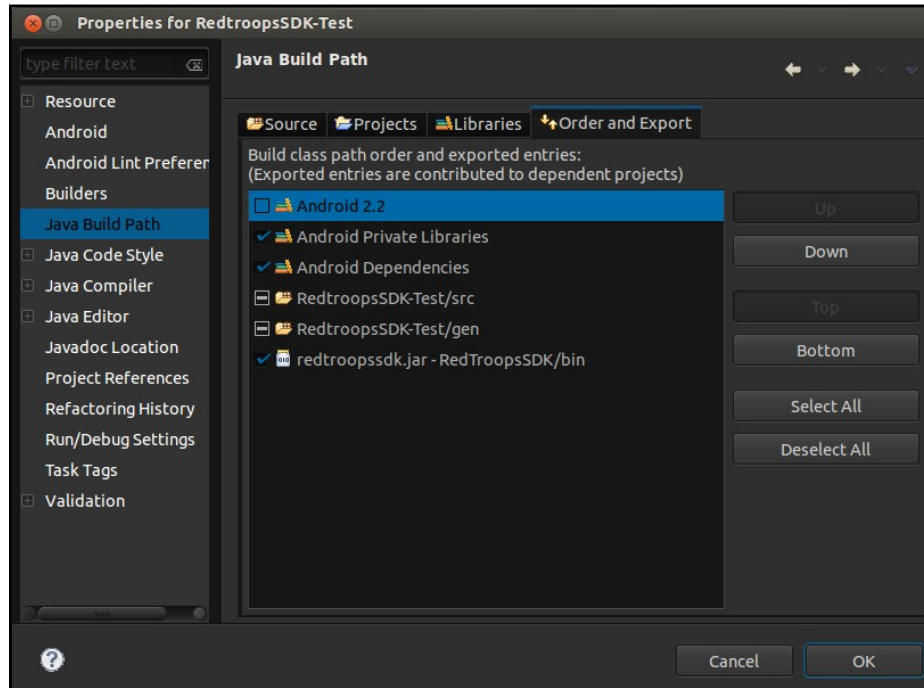 Properties for RedtroopsSDK-Test
type filter text
Resource
Android
Android Lint Preferen
Builders
Java Build Path
Java Code Style
Java Compiler
Java Editor
Javadoc Location
Project References
Refactoring History
Run/Debug Settings
Task Tags
Validation
Java Build Path
Source Projects Libraries Order and Export
Build class path order and exported entries:
(Exported entries are contributed to dependent projects)
Android 2.2
Android Private Libraries
Android Dependencies
RedtroopsSDK-Test/src
RedtroopsSDK-Test/gen
010 redtroopssdk.jar - RedTroopsSDK/bin
Up
Down
Top
Bottom
Select All
Deselect All
?
Cancel OK